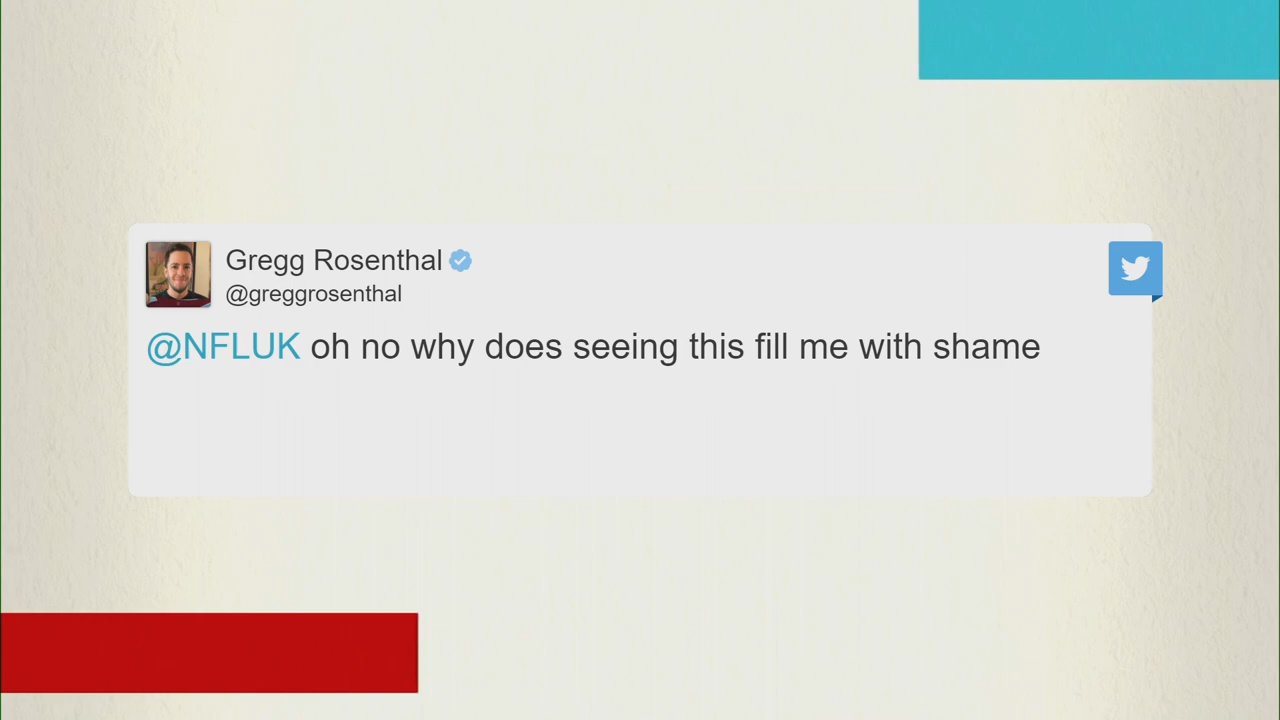 Gregg Rosenthal
@greggrosenthal
@NFLUK oh no why does seeing this fill me with shame